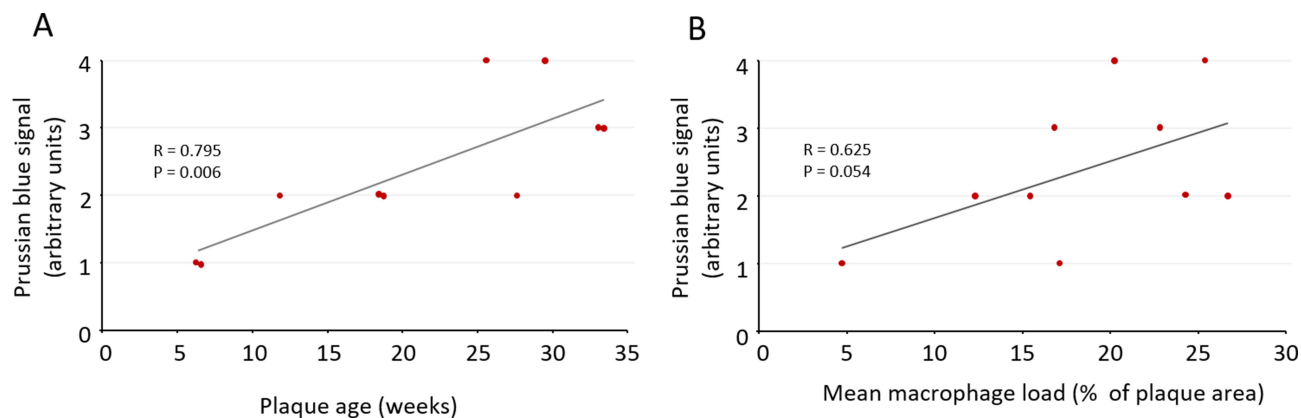 A
Prussian blue signal
(arbitrary units)
4
3
2
1
0
R = 0.795
P = 0.006
0 5 10 15 20 25 30 35
Plaque age (weeks)
B
Prussian blue signal
(arbitrary units)
4
3
2
1
0
R = 0.625
P = 0.054
0 5 10 15 20 25 30
Mean macrophage load (% of plaque area)